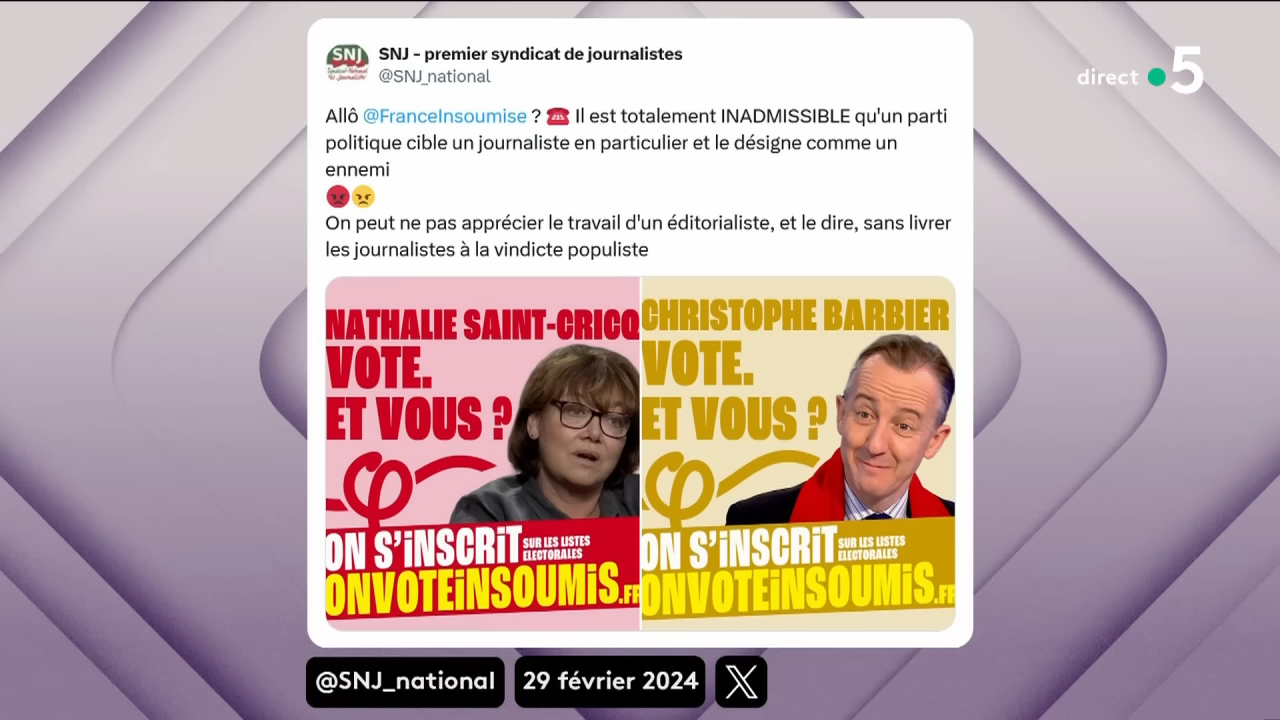 SNJ - premier syndicat de journalistes
@SNJ_national
direct 5
Allô @FranceInsoumise ? ☎️ Il est totalement INADMISSIBLE qu'un parti
politique cible un journaliste en particulier et le désigne comme un
ennemi
😡😠
On peut ne pas apprécier le travail d'un éditorialiste, et le dire, sans livrer
les journalistes à la vindicte populiste
NATHALIE SAINT-CRICQ
VOTE.
ET VOUS ?
ON S'iNSCRiT SUR LES LISTES
ELECTORALES
ONVOTEiNSOUMiS.FR
CHRISTOPHE BARBIER
VOTE.
ET VOUS ?
ON S'iNSCRiT SUR LES LISTES
ELECTORALES
ONVOTEiNSOUMiS.FR
@SNJ_national 29 février 2024 X